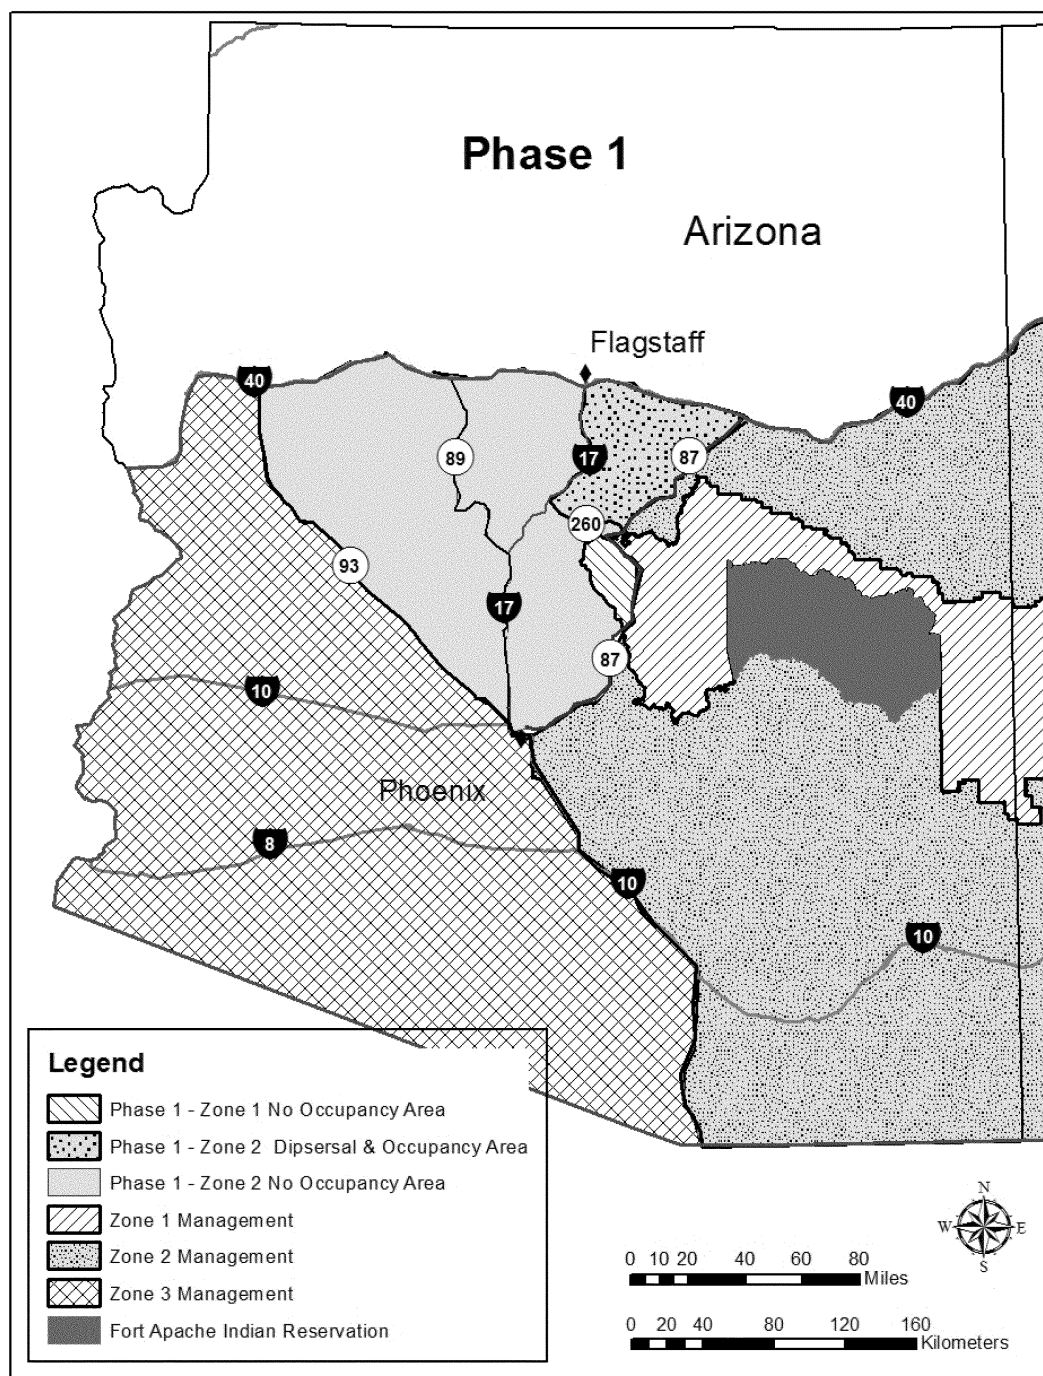 Phase 1
Arizona
Flagstaff
40
40
89
17
87
260
93
17
87
10
Phoenix
8
10
10
Legend
Phase 1 - Zone 1 No Occupancy Area
Phase 1 - Zone 2 Dipsersal & Occupancy Area
Phase 1 - Zone 2 No Occupancy Area
Zone 1 Management
Zone 2 Management
Zone 3 Management
Fort Apache Indian Reservation
N
W E
S
0 10 20 40 60 80
Miles
0 20 40 80 120 160
Kilometers